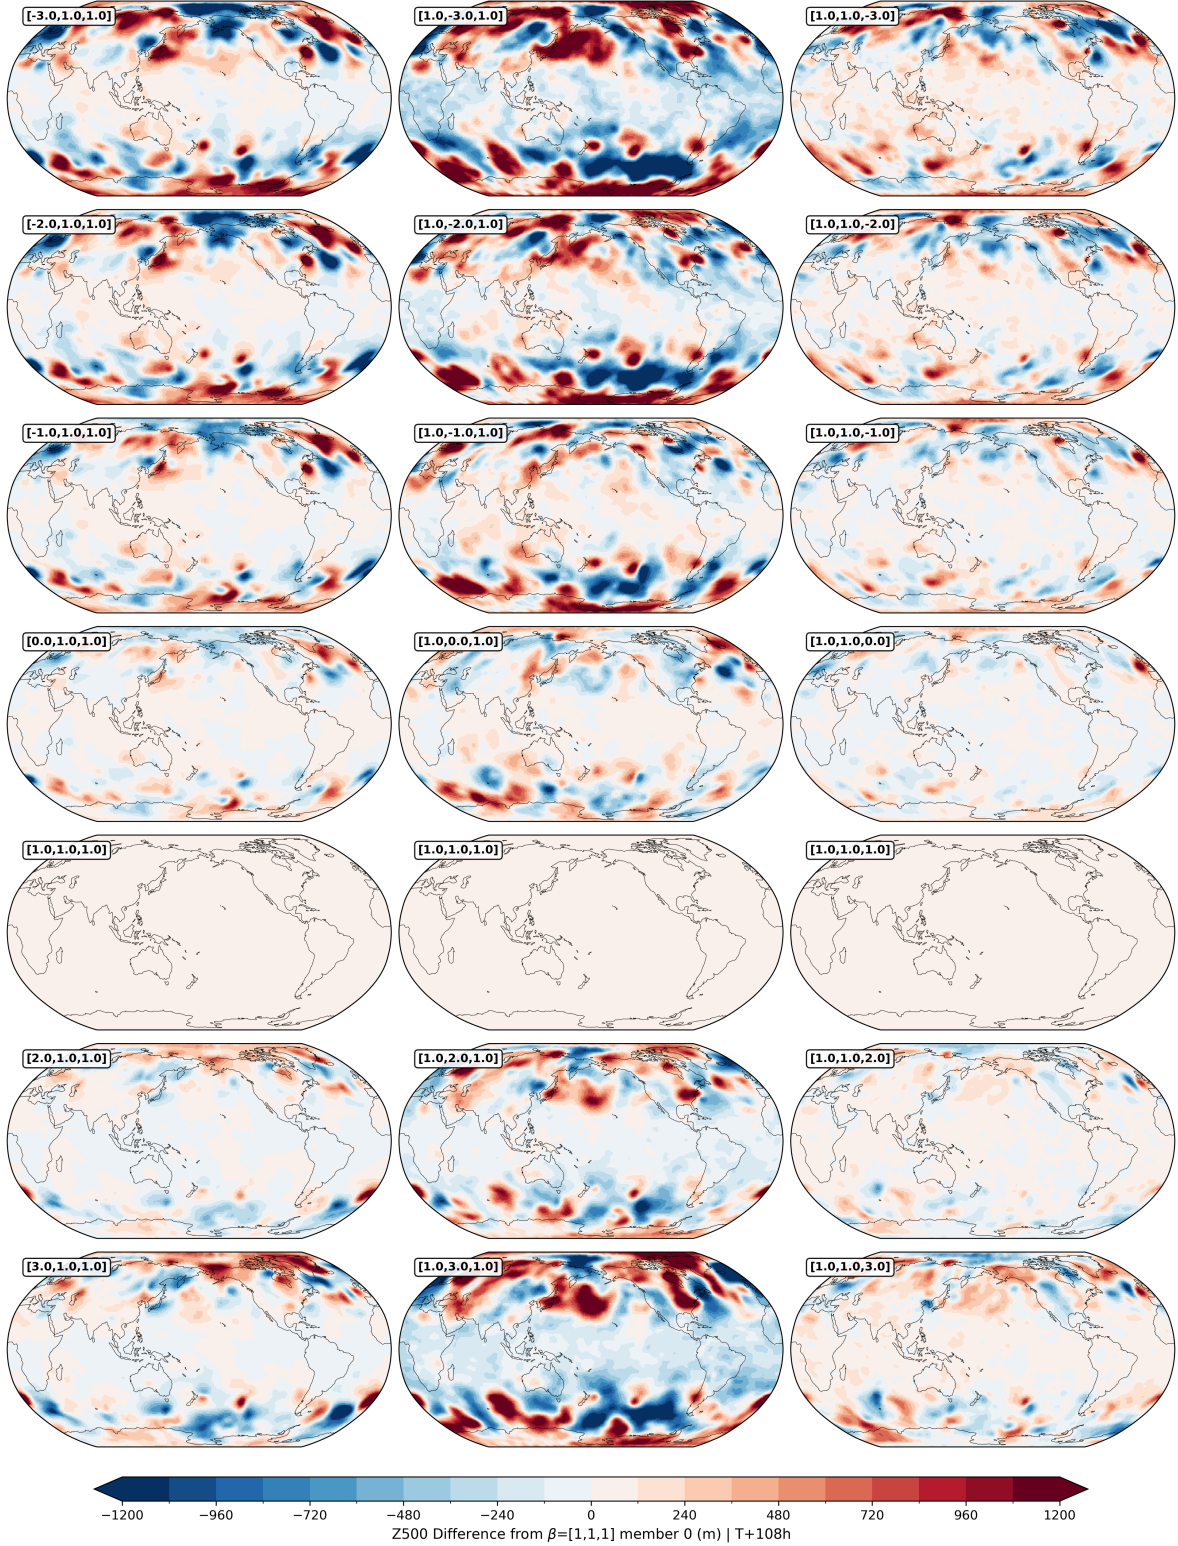 [-3.0,1.0,1.0] [1.0,-3.0,1.0] [1.0,1.0,-3.0]
[-2.0,1.0,1.0] [1.0,-2.0,1.0] [1.0,1.0,-2.0]
[-1.0,1.0,1.0] [1.0,-1.0,1.0] [1.0,1.0,-1.0]
[0.0,1.0,1.0] [1.0,0.0,1.0] [1.0,1.0,0.0]
[1.0,1.0,1.0] [1.0,1.0,1.0] [1.0,1.0,1.0]
[2.0,1.0,1.0] [1.0,2.0,1.0] [1.0,1.0,2.0]
[3.0,1.0,1.0] [1.0,3.0,1.0] [1.0,1.0,3.0]
−1200 −960 −720 −480 −240 0 240 480 720 960 1200
Z500 Difference from β=[1,1,1] member 0 (m) | T+108h